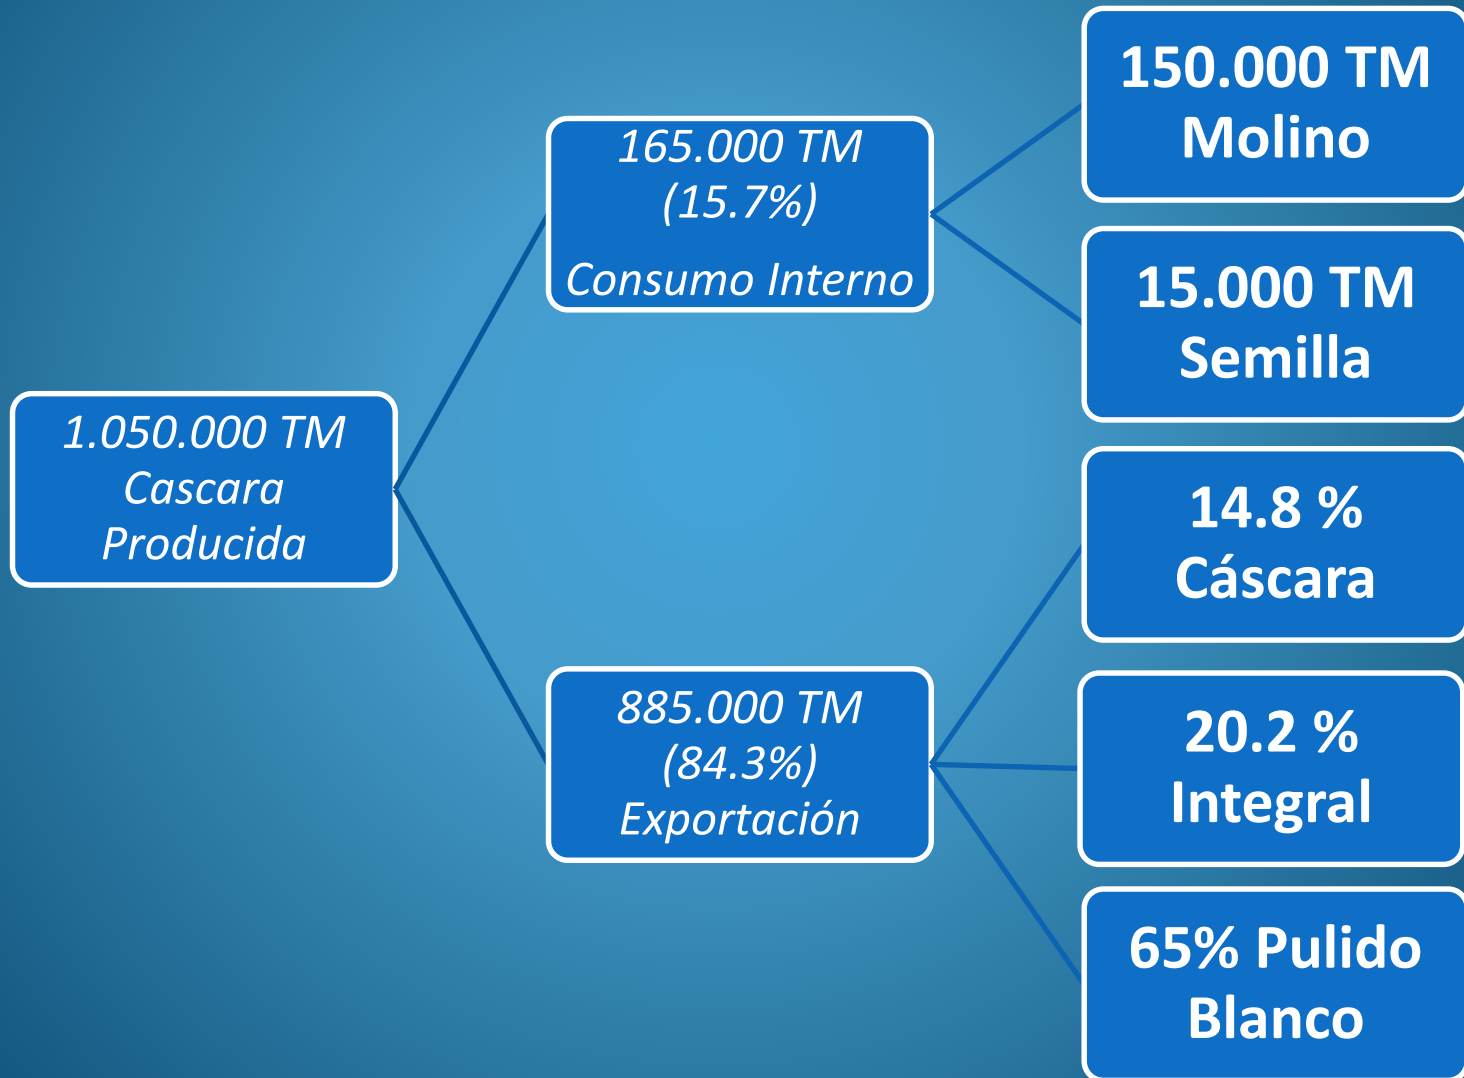 1.050.000 TM
Cascara
Producida
165.000 TM
(15.7%)
Consumo Interno
150.000 TM
Molino
15.000 TM
Semilla
885.000 TM
(84.3%)
Exportación
14.8 %
Cáscara
20.2 %
Integral
65% Pulido
Blanco